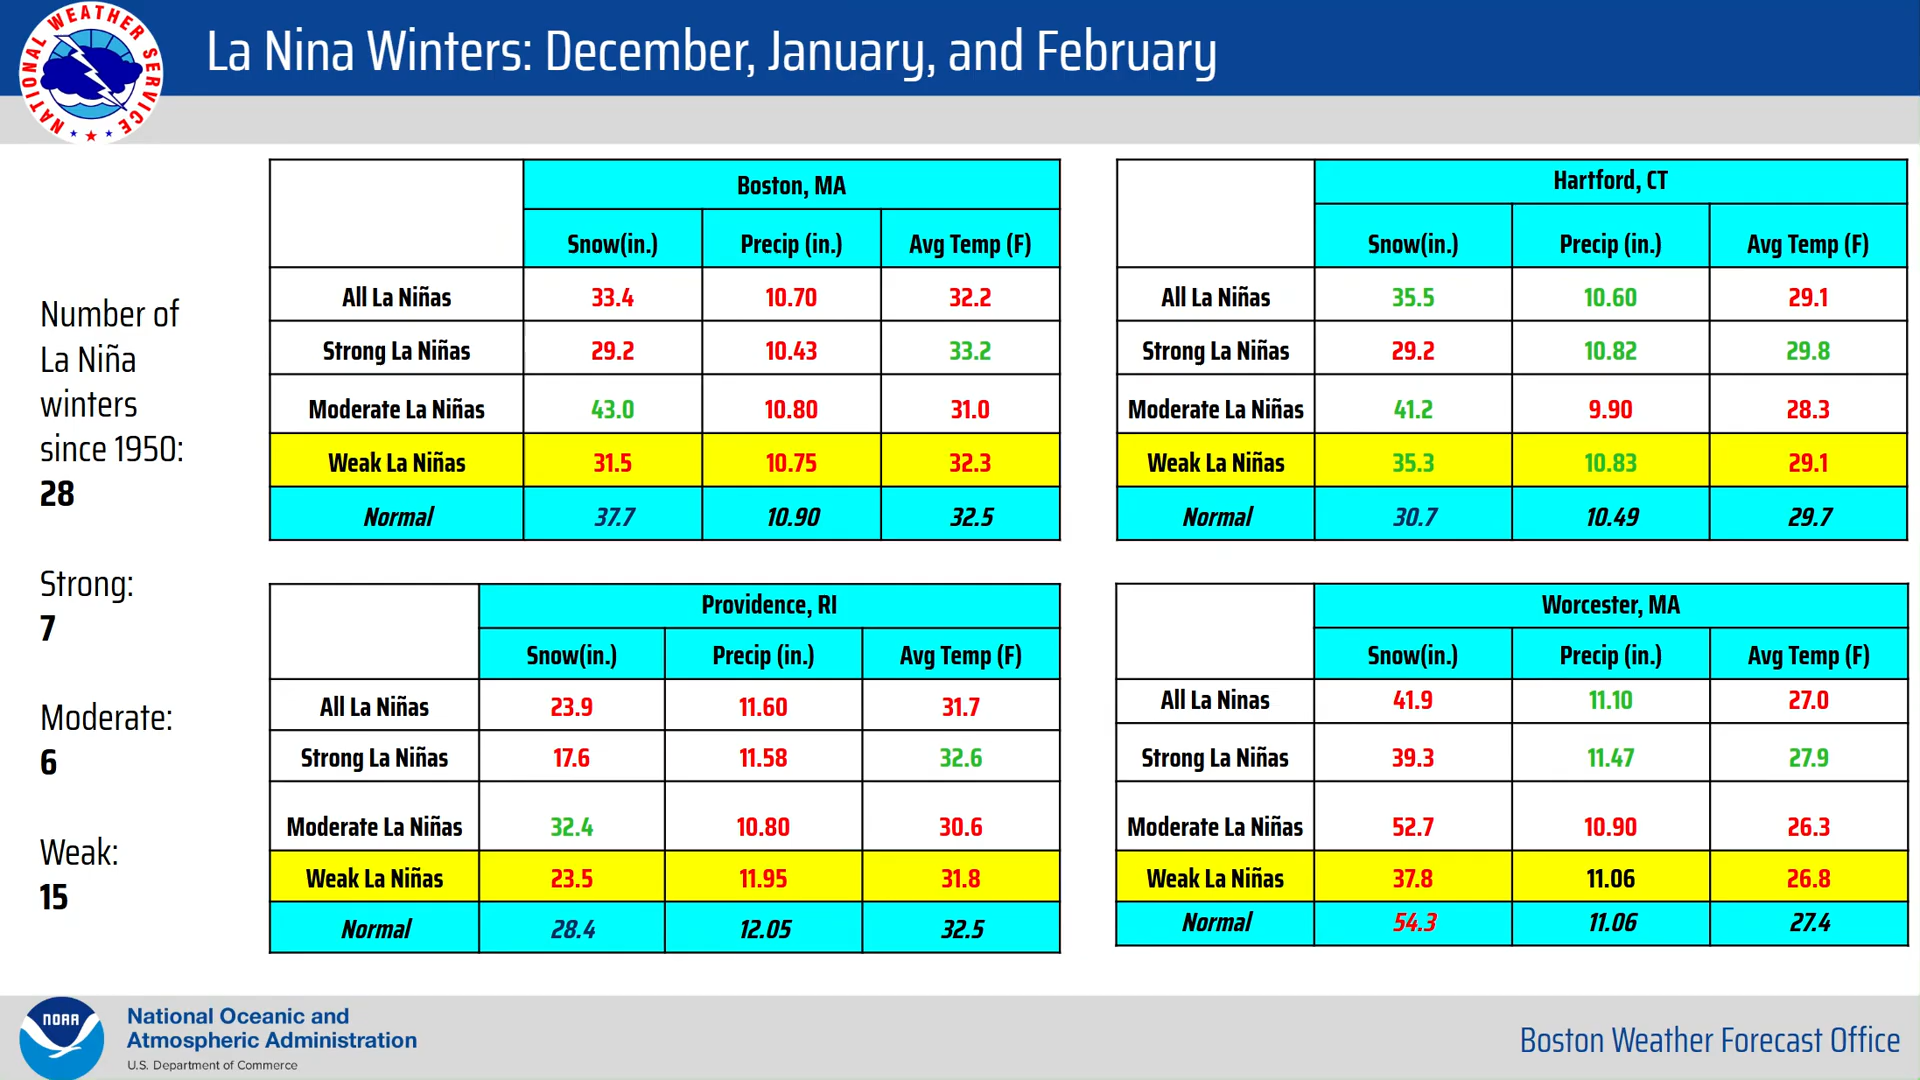 NATIONAL WEATHER SERVICE
La Nina Winters: December, January, and February
Number of
La Niña
winters
since 1950:
28
Strong:
7
Moderate:
6
Weak:
15
Boston, MA
Snow(in.) Precip (in.) Avg Temp (F)
All La Niñas 33.4 10.70 32.2
Strong La Niñas 29.2 10.43 33.2
Moderate La Niñas 43.0 10.80 31.0
Weak La Niñas 31.5 10.75 32.3
Normal 37.7 10.90 32.5
Hartford, CT
Snow(in.) Precip (in.) Avg Temp (F)
All La Niñas 35.5 10.60 29.1
Strong La Niñas 29.2 10.82 29.8
Moderate La Niñas 41.2 9.90 28.3
Weak La Niñas 35.3 10.83 29.1
Normal 30.7 10.49 29.7
Providence, RI
Snow(in.) Precip (in.) Avg Temp (F)
All La Niñas 23.9 11.60 31.7
Strong La Niñas 17.6 11.58 32.6
Moderate La Niñas 32.4 10.80 30.6
Weak La Niñas 23.5 11.95 31.8
Normal 28.4 12.05 32.5
Worcester, MA
Snow(in.) Precip (in.) Avg Temp (F)
All La Ninas 41.9 11.10 27.0
Strong La Niñas 39.3 11.47 27.9
Moderate La Niñas 52.7 10.90 26.3
Weak La Niñas 37.8 11.06 26.8
Normal 54.3 11.06 27.4
NOAA
National Oceanic and
Atmospheric Administration
U.S. Department of Commerce
Boston Weather Forecast Office